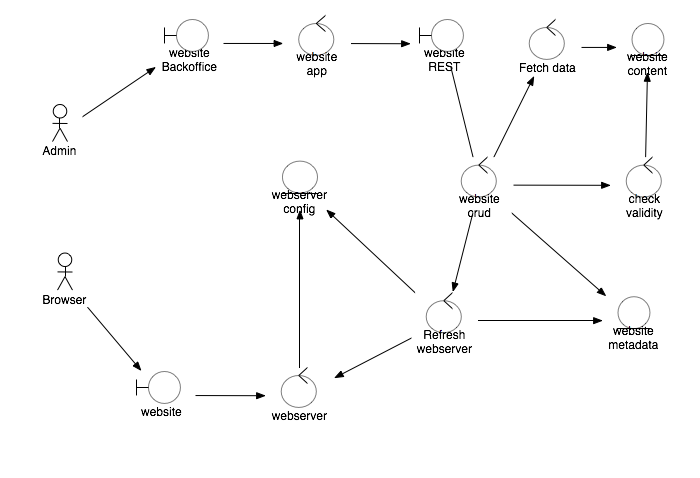 website
Backoffice
website
app
website
REST
Fetch data
website
content
Admin
webserver
config
website
crud
check
validity
Browser
Refresh
webserver
website
metadata
website
webserver